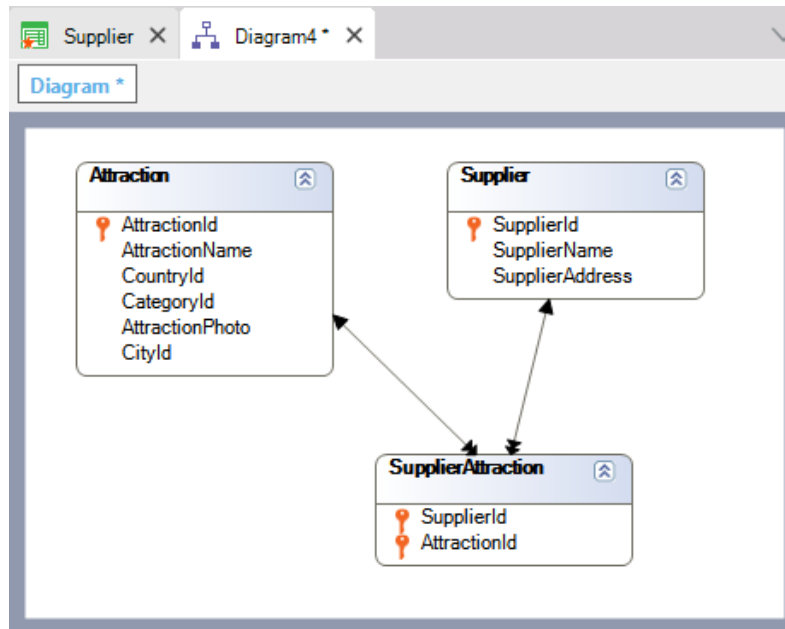 Supplier
Diagram4 *
Diagram *
Attraction
AttractionId
AttractionName
CountryId
CategoryId
AttractionPhoto
CityId
Supplier
SupplierId
SupplierName
SupplierAddress
SupplierAttraction
SupplierId
AttractionId